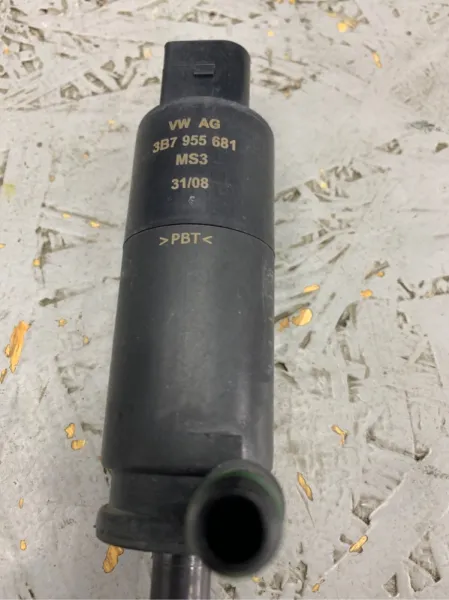 VW AG
3B7 955 681
MS3
31/08
>PBT<